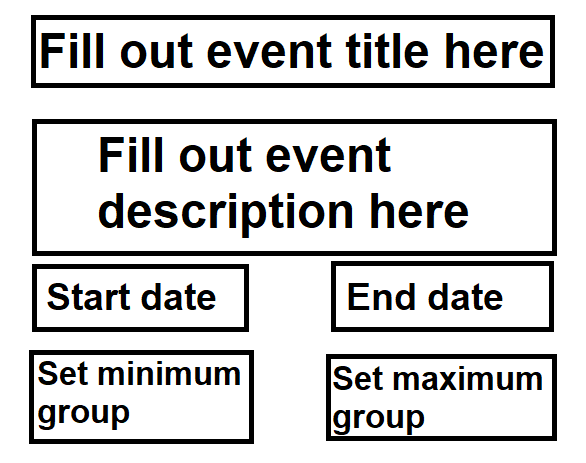 Fill out event title here
Fill out event
description here
Start date
End date
Set minimum
group
Set maximum
group